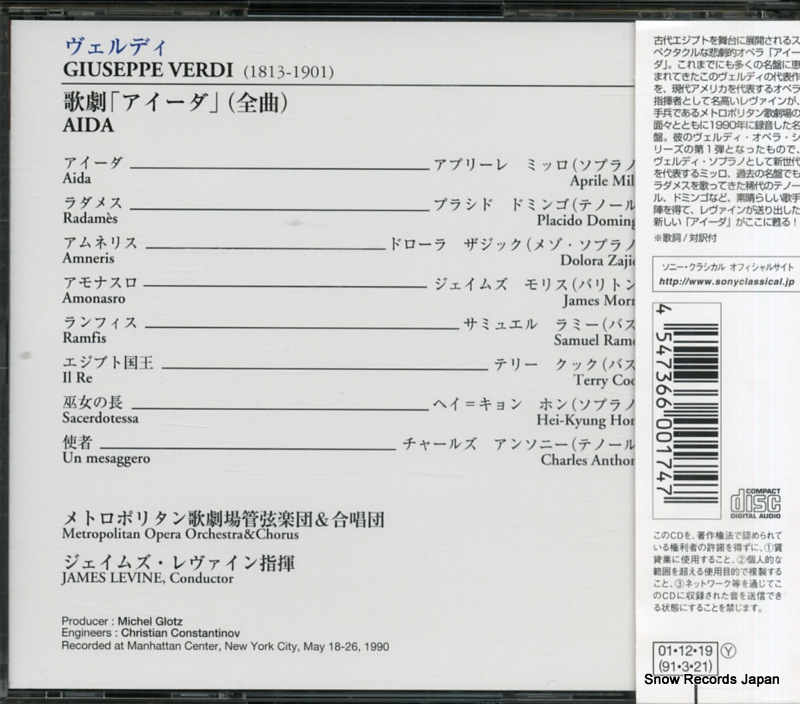 ヴェルディ
GIUSEPPE VERDI (1813-1901)
歌劇「アイーダ」(全曲)
AIDA
アイーダ アプリーレ ミッロ(ソプラノ
Aida Aprile Mil
ラダメス プラシド ドミンゴ(テノール
Radamès Placido Doming
アムネリス ドローラ ザジック(メゾ・ソプラノ
Amneris Dolora Zajic
アモナスロ ジェイムズ モリス(バリトン
Amonasro James Morr
ランフィス サミュエル ラミー(バス
Ramfis Samuel Rame
エジプト国王 テリー クック(バス
Il Re Terry Coo
巫女の長 ヘイ=キョン ホン(ソプラノ
Sacerdotessa Hei-Kyung Hon
使者 チャールズ アンソニー(テノール
Un mesaggero Charles Anthon
メトロポリタン歌劇場管弦楽団&合唱団
Metropolitan Opera Orchestra&Chorus
ジェイムズ・レヴァイン指揮
JAMES LEVINE, Conductor
Producer : Michel Glotz
Engineers : Christian Constantinov
Recorded at Manhattan Center, New York City, May 18-26, 1990
古代エジプトを舞台に展開されるス
ペクタクルな悲劇的オペラ「アイー
ダ」。これまでにも多くの名盤に恵
まれてきたこのヴェルディの代表作
を、現代アメリカを代表するオペラ
指揮者として名高いレヴァインが、
手兵であるメトロポリタン歌劇場の
面々とともに1990年に録音した名
盤。彼のヴェルディ・オペラ・シ
リーズの第1弾となったもので、
ヴェルディ・ソプラノとして新世代
を代表するミッロ、過去の名盤でも
ラダメスを歌ってきた稀代のテノー
ル、ドミンゴなど、素晴らしい歌手
陣を得て、レヴァインが送り出した
新しい「アイーダ」がここに甦る!
※歌詞/対訳付
ソニー・クラシカル オフィシャルサイト
http://www.sonyclassical.jp
4 547366 001747
COMPACT
disc
DIGITAL AUDIO
このCDを、著作権法で認められて
いる権利者の許諾を得ずに、①賃
貸業に使用すること、②個人的な
範囲を超える使用目的で複製する
こと、③ネットワーク等を通じてこ
のCDに収録された音を送信でき
る状態にすることを禁じます。
01・12・19 Y
(91・3・21)
Snow Records Japan